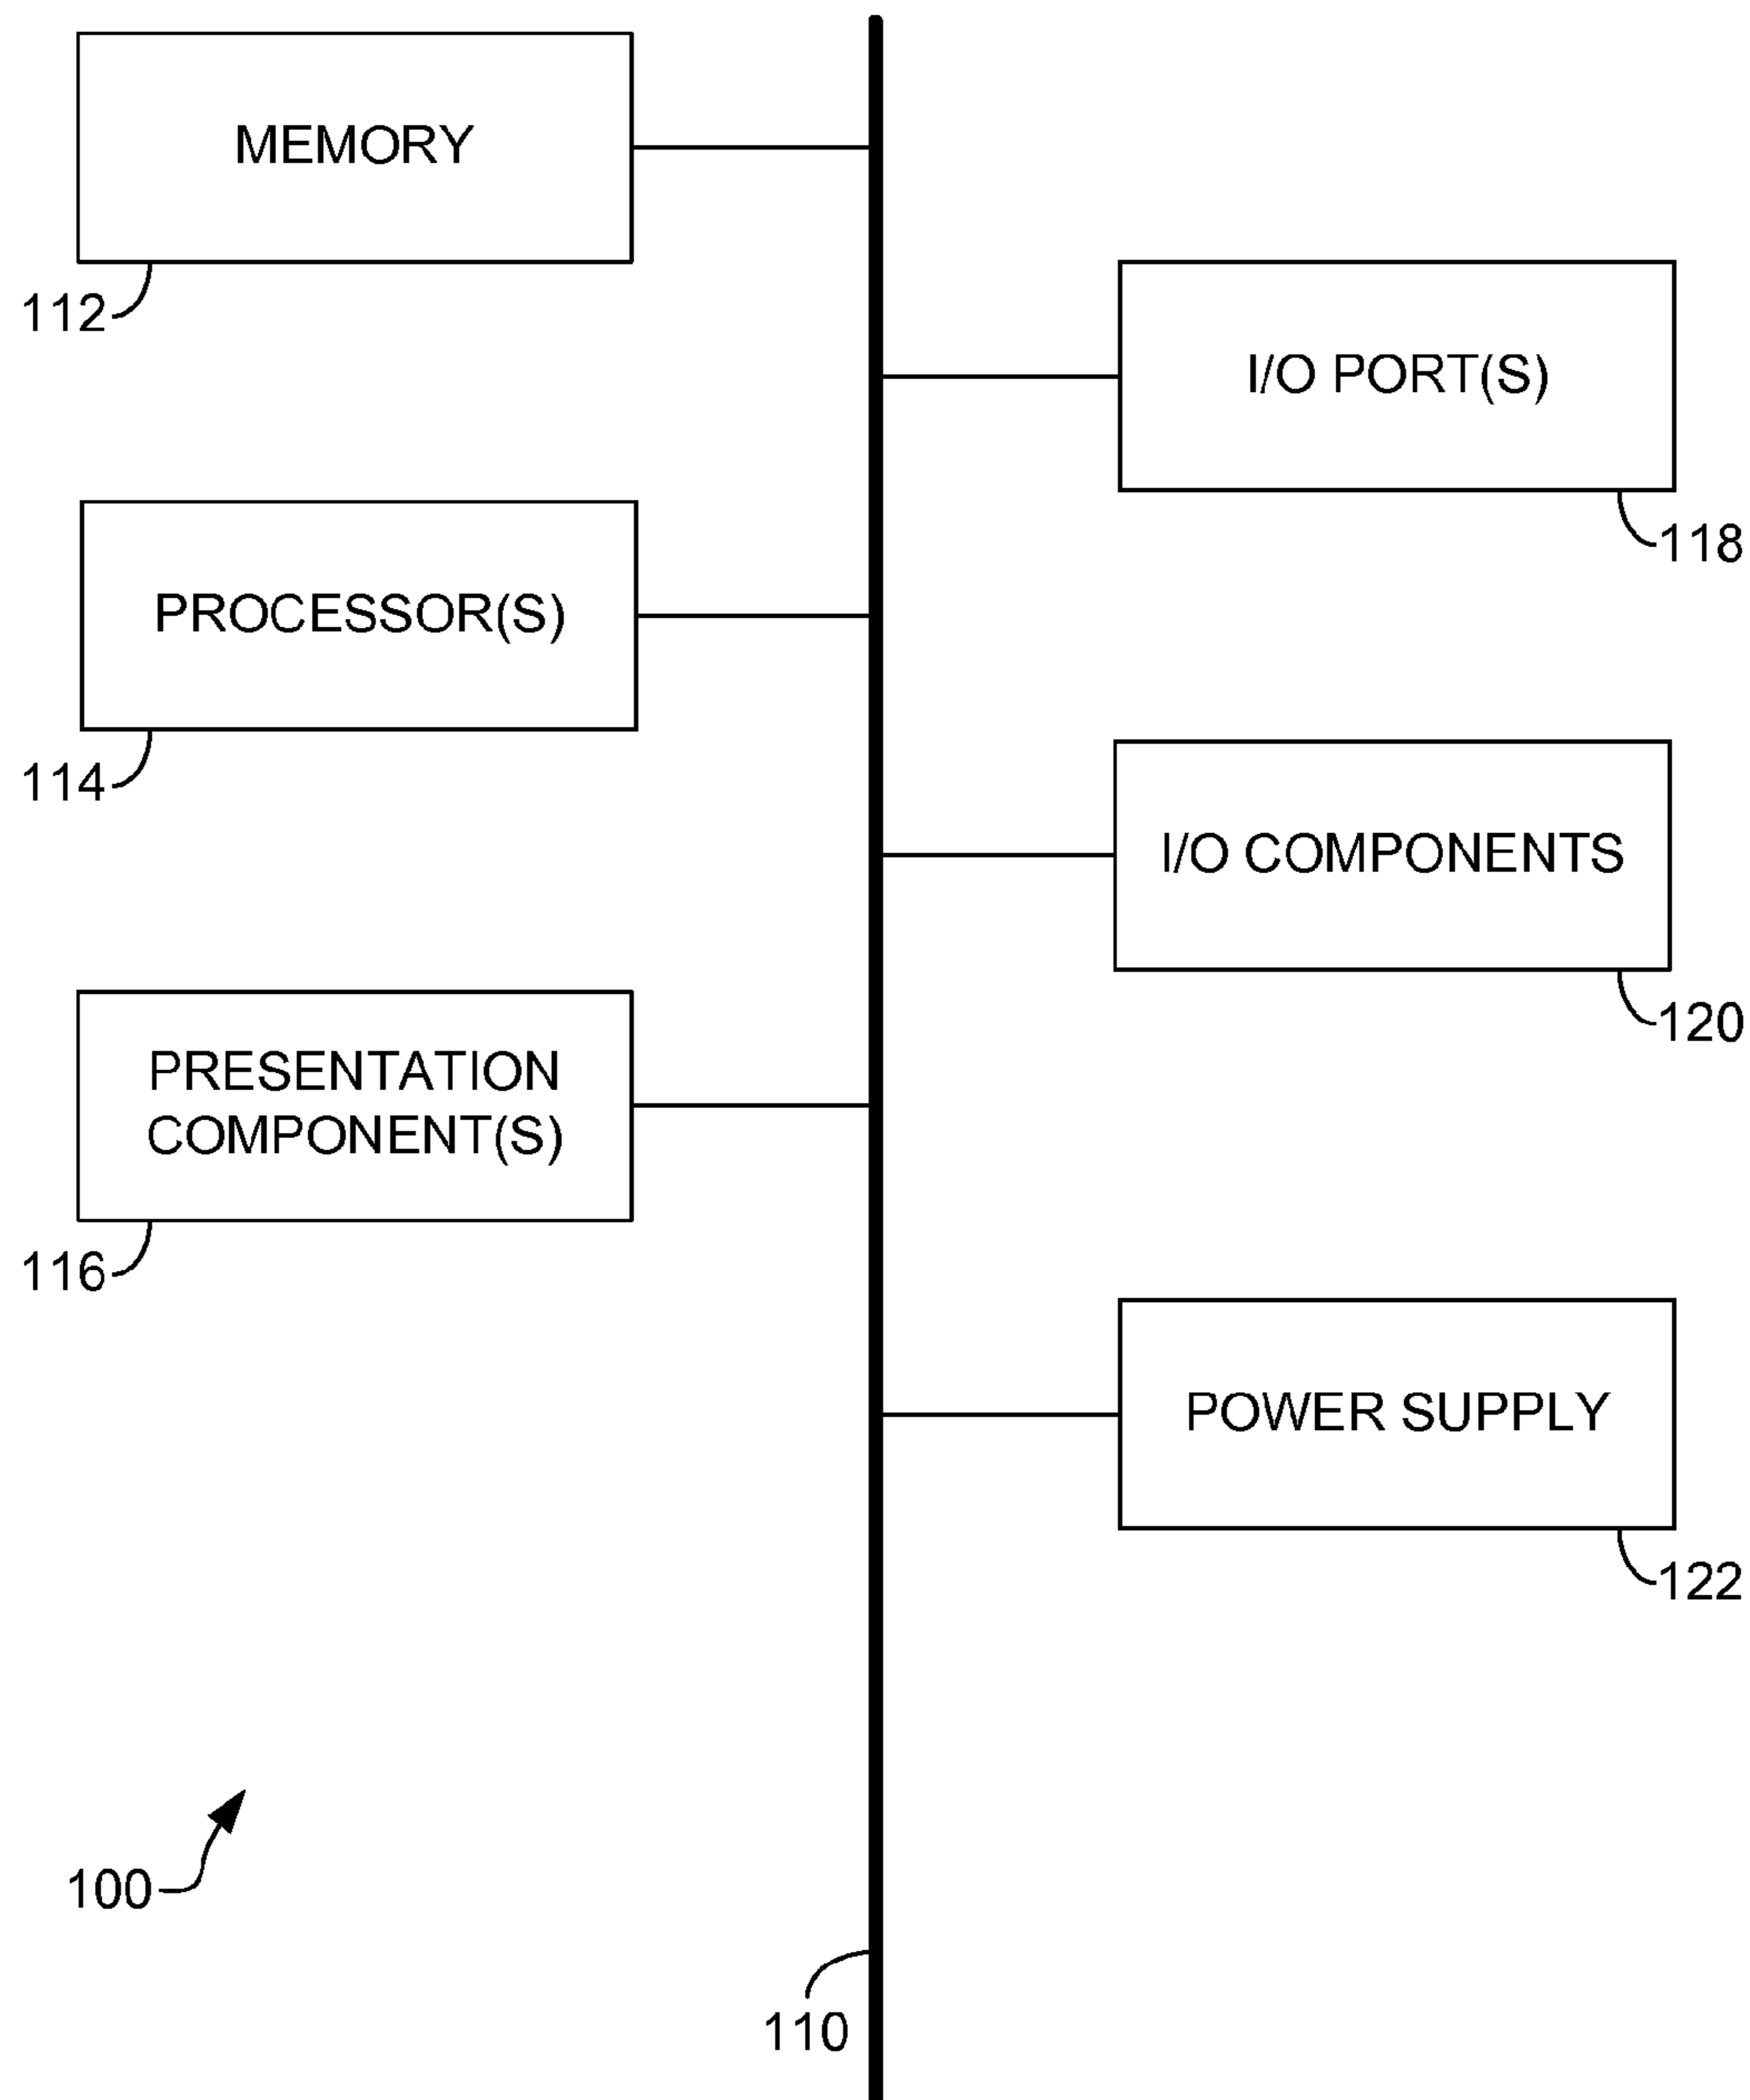 MEMORY
112
I/O PORT(S)
118
PROCESSOR(S)
114
I/O COMPONENTS
120
PRESENTATION
COMPONENT(S)
116
POWER SUPPLY
122
100
110